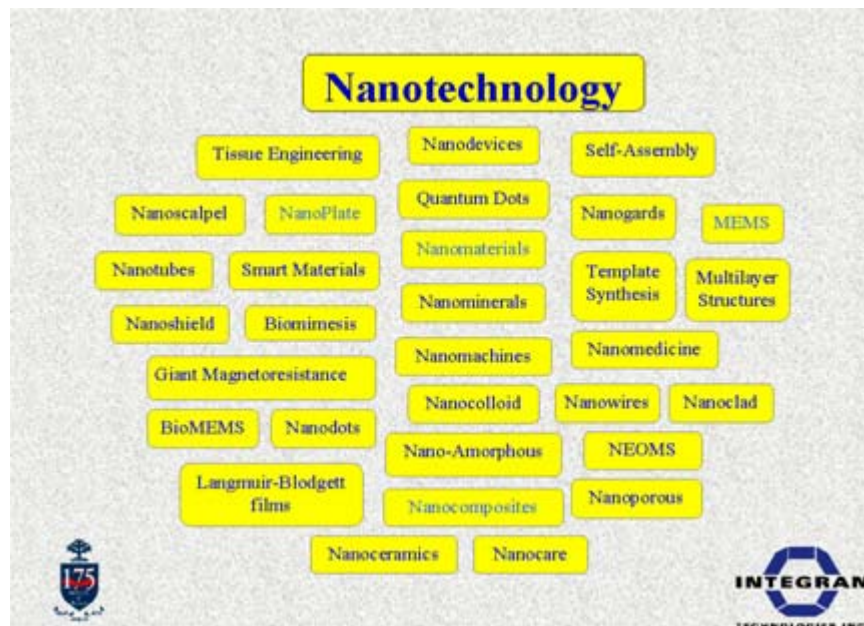 Nanotechnology
Tissue Engineering
Nanodevices
Self-Assembly
Nanoscalpel
NanoPlate
Quantum Dots
Nanogards
MEMS
Nanomaterials
Nanotubes
Smart Materials
Template
Synthesis
Multilayer
Structures
Nanominerals
Nanoshield
Biomimesis
Nanomachines
Nanomedicine
Giant Magnetoresistance
Nanocolloid
Nanowires
Nanoclad
BioMEMS
Nanodots
Nano-Amorphous
NEOMS
Langmuir-Blodgett
films
Nanocomposites
Nanoporous
Nanoceramics
Nanocare
175
INTEGRAN
TECHNOLOGIES INC